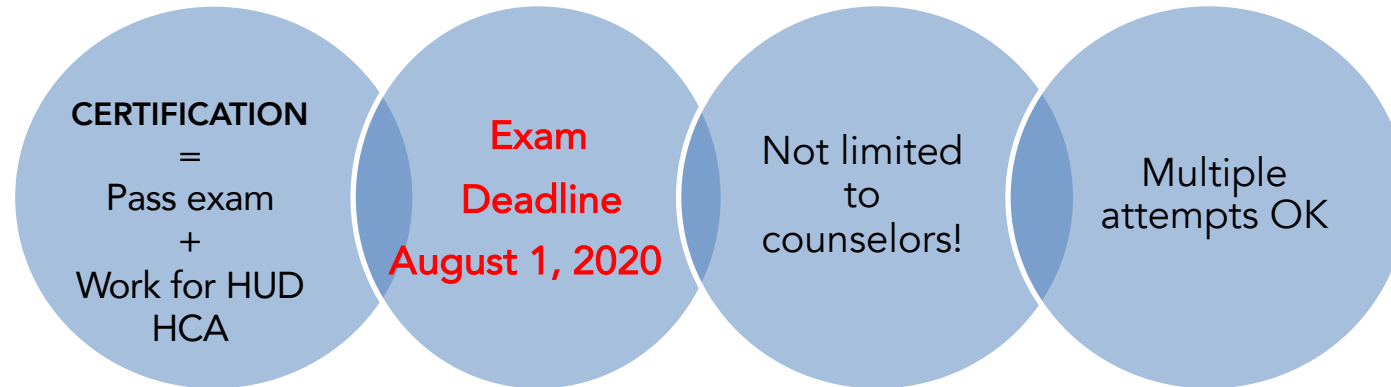 CERTIFICATION
=
Pass exam
+
Work for HUD
HCA
Exam
Deadline
August 1, 2020
Not limited
to
counselors!
Multiple
attempts OK